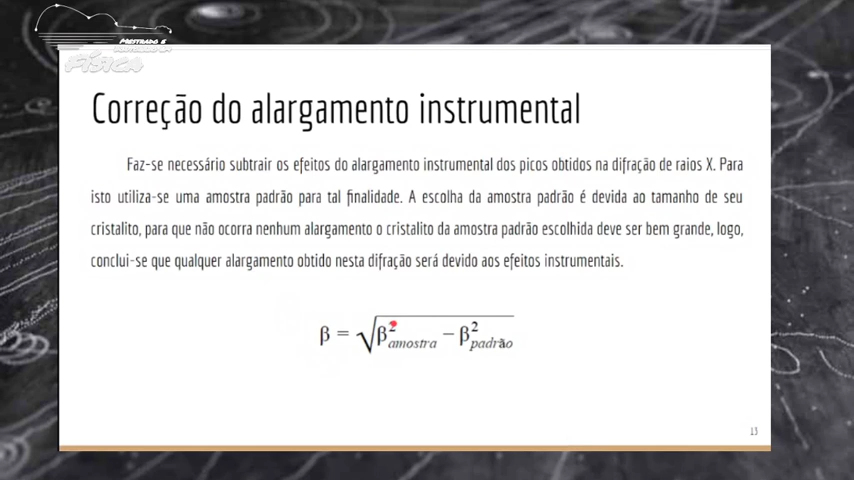 MESTRADO E
FÍSICA
Correção do alargamento instrumental
Faz-se necessário subtrair os efeitos do alargamento instrumental dos picos obtidos na difração de raios X. Para
isto utiliza-se uma amostra padrão para tal finalidade. A escolha da amostra padrão é devida ao tamanho de seu
cristalito, para que não ocorra nenhum alargamento o cristalito da amostra padrão escolhida deve ser bem grande, logo,
conclui-se que qualquer alargamento obtido nesta difração será devido aos efeitos instrumentais.
β = √β²amostra − β²padrão
13